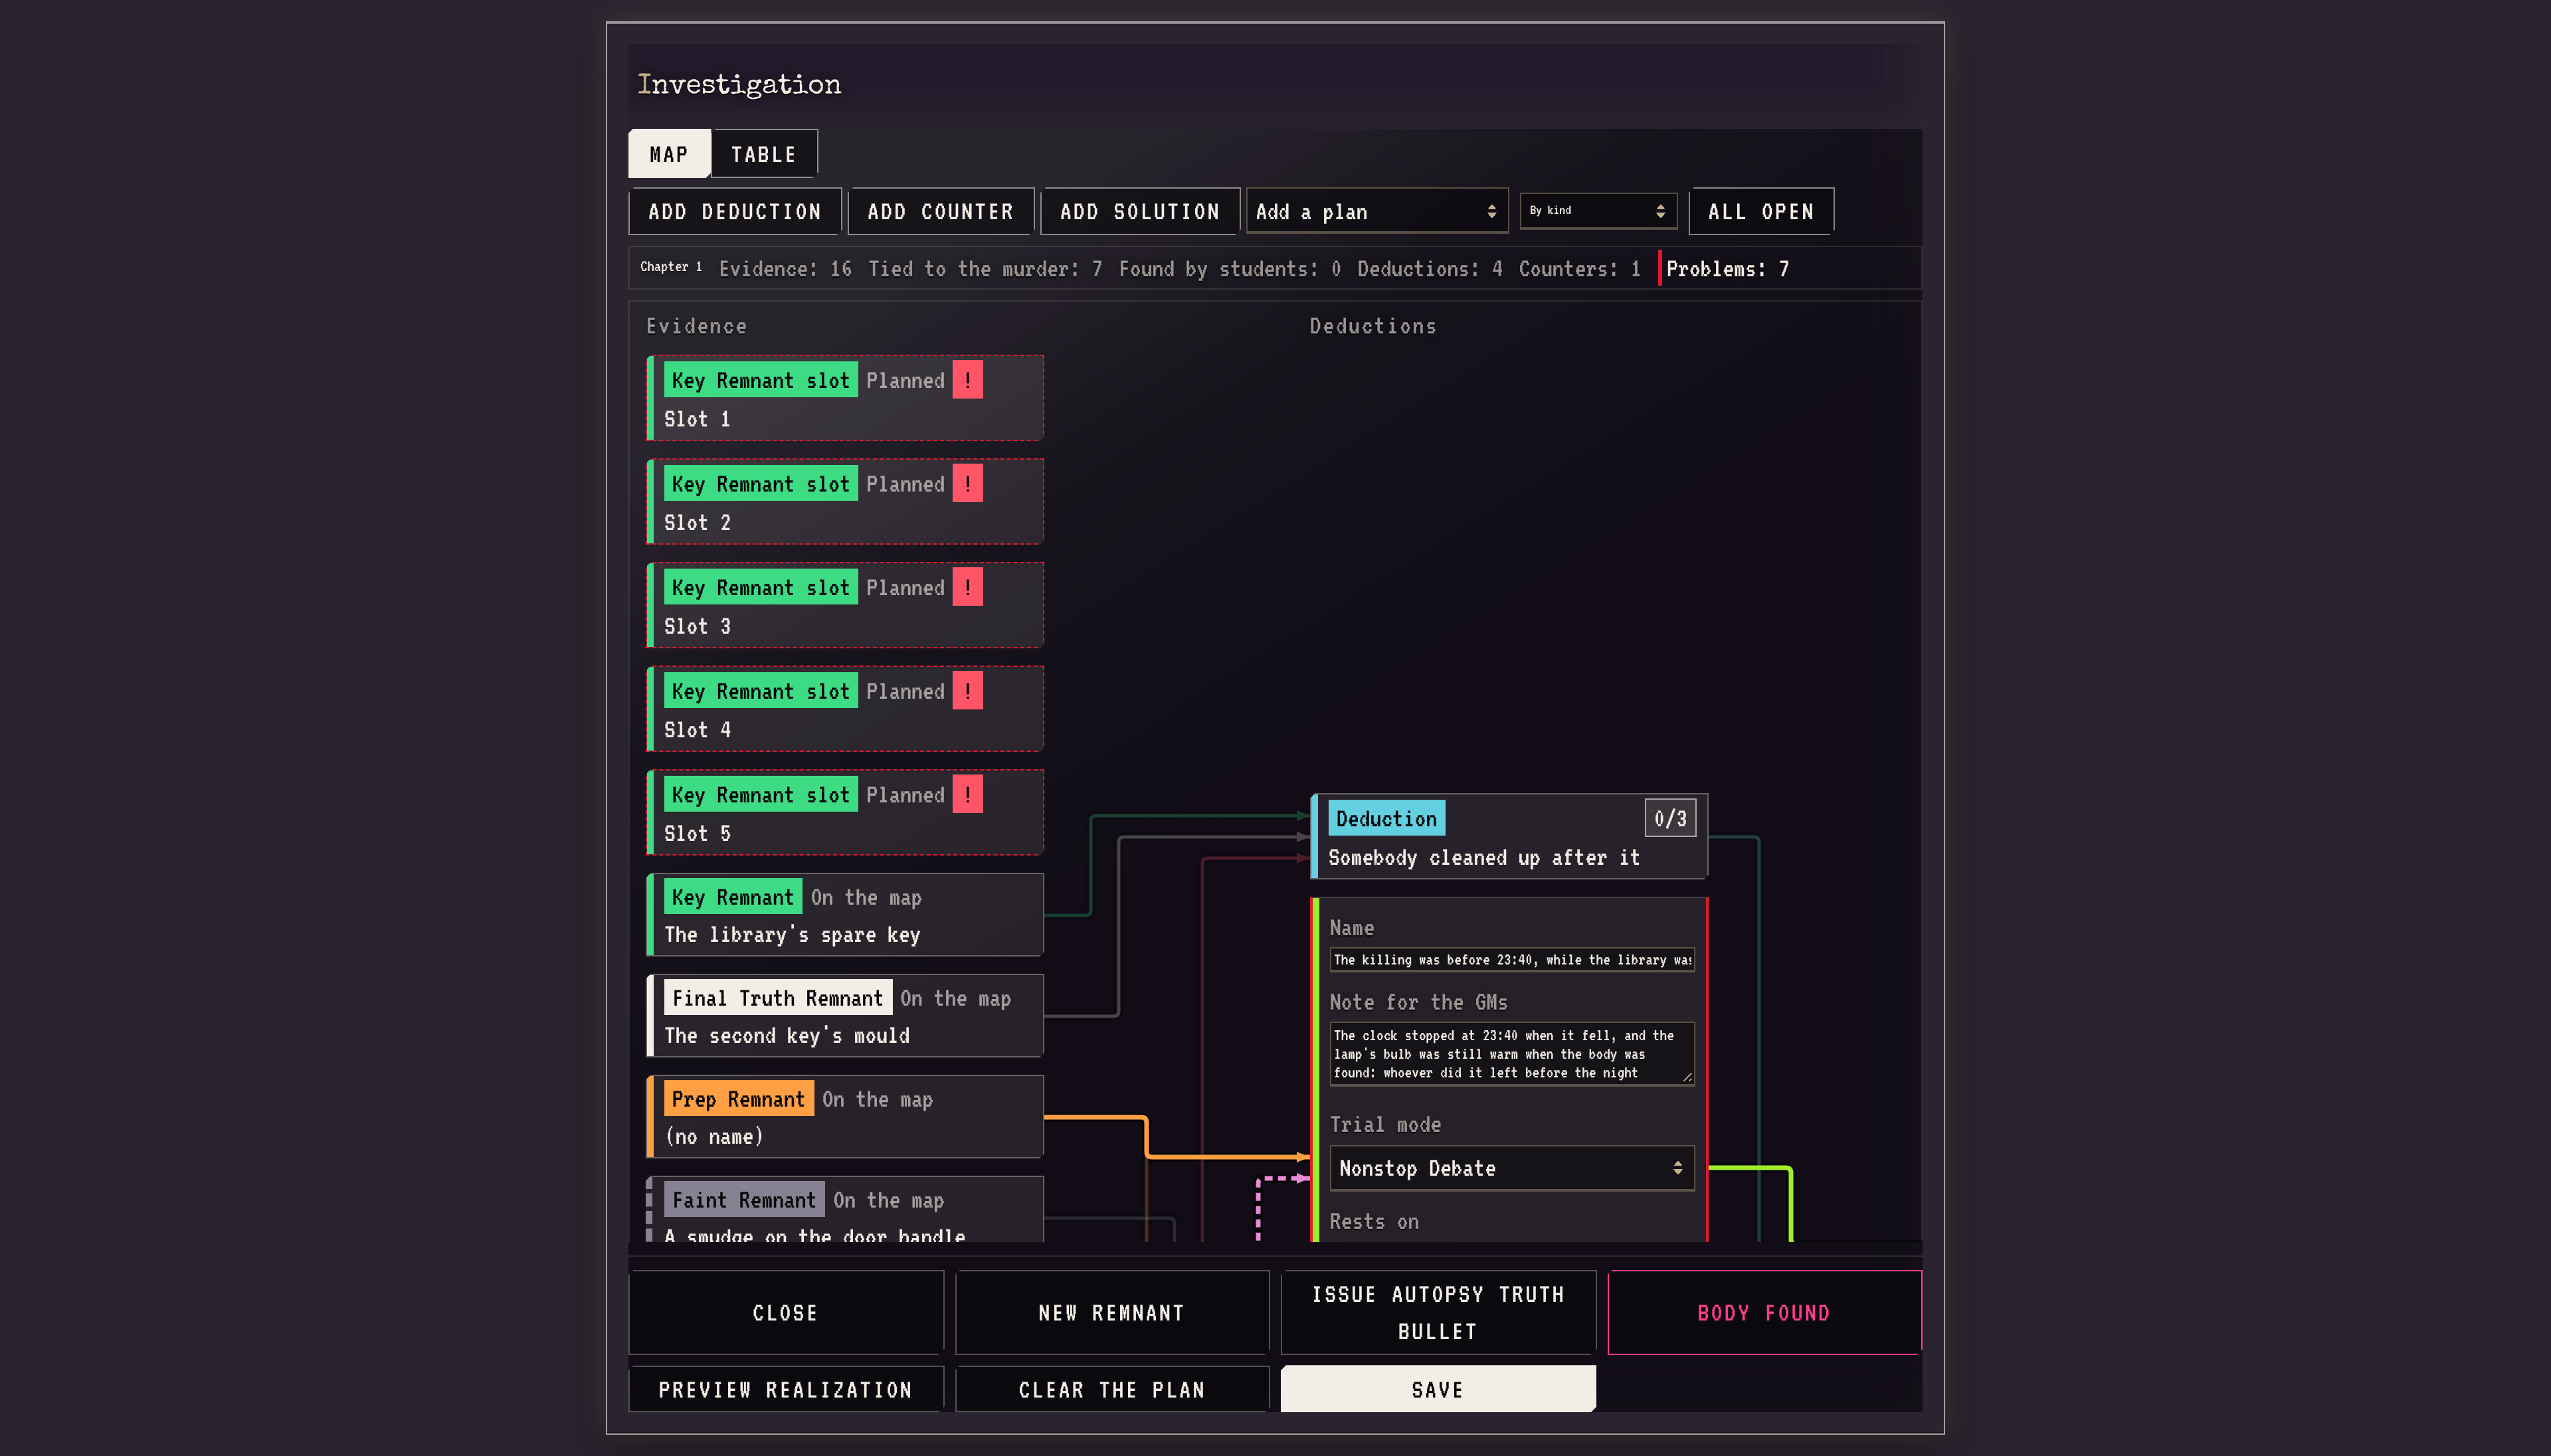 Investigation
MAP
TABLE
ADD DEDUCTION
ADD COUNTER
ADD SOLUTION
Add a plan
By kind
ALL OPEN
Chapter 1 Evidence: 16 Tied to the murder: 7 Found by students: 0 Deductions: 4 Counters: 1 Problems: 7
Evidence
Deductions
Key Remnant slot Planned !
Slot 1
Key Remnant slot Planned !
Slot 2
Key Remnant slot Planned !
Slot 3
Key Remnant slot Planned !
Slot 4
Key Remnant slot Planned !
Slot 5
Key Remnant On the map
The library's spare key
Final Truth Remnant On the map
The second key's mould
Prep Remnant On the map
(no name)
Faint Remnant On the map
A smudge on the door handle
Deduction 0/3
Somebody cleaned up after it
Name
The killing was before 23:40, while the library was
Note for the GMs
The clock stopped at 23:40 when it fell, and the
lamp's bulb was still warm when the body was
found: whoever did it left before the night
Trial mode
Nonstop Debate
Rests on
CLOSE
NEW REMNANT
ISSUE AUTOPSY TRUTH
BULLET
BODY FOUND
PREVIEW REALIZATION
CLEAR THE PLAN
SAVE